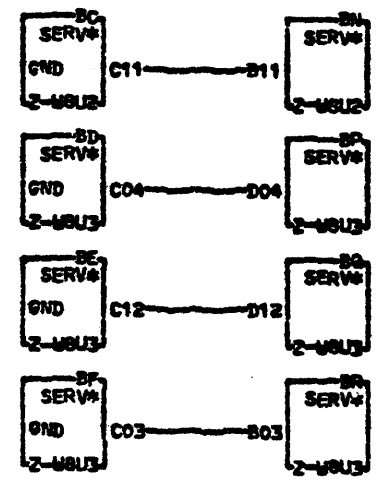 BC BN
SERV* SERV*
GND C11 B11
Z-W8U2 Z-W8U2
BD BP
SERV* SERV*
GND C04 D04
Z-W8U3 Z-W8U3
BE BQ
SERV* SERV*
GND C12 D12
Z-W8U3 Z-W8U3
BF BR
SERV* SERV*
GND C03 B03
Z-W8U3 Z-W8U3